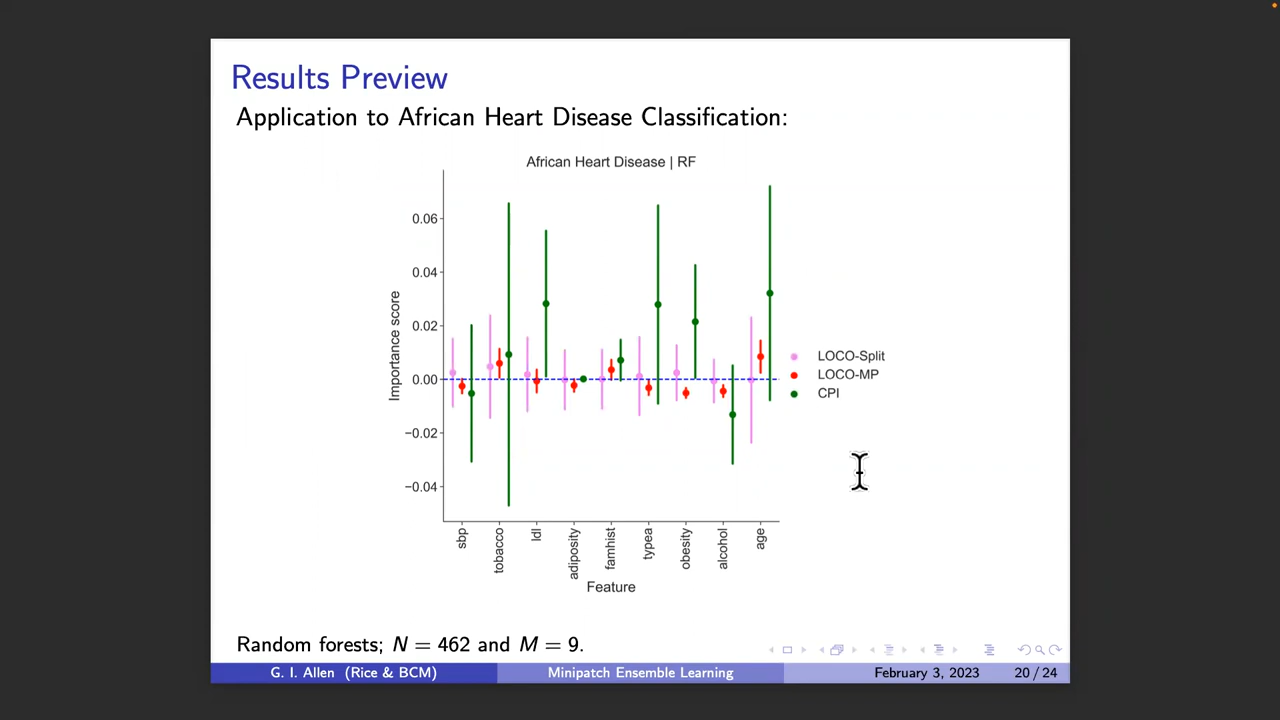 Results Preview
Application to African Heart Disease Classification:
African Heart Disease | RF
Importance score
0.06
0.04
0.02
0.00
−0.02
−0.04
LOCO-Split
LOCO-MP
CPI
sbp
tobacco
ldl
adiposity
famhist
typea
obesity
alcohol
age
Feature
Random forests; N = 462 and M = 9.
G. I. Allen (Rice & BCM)
Minipatch Ensemble Learning
February 3, 2023
20 / 24